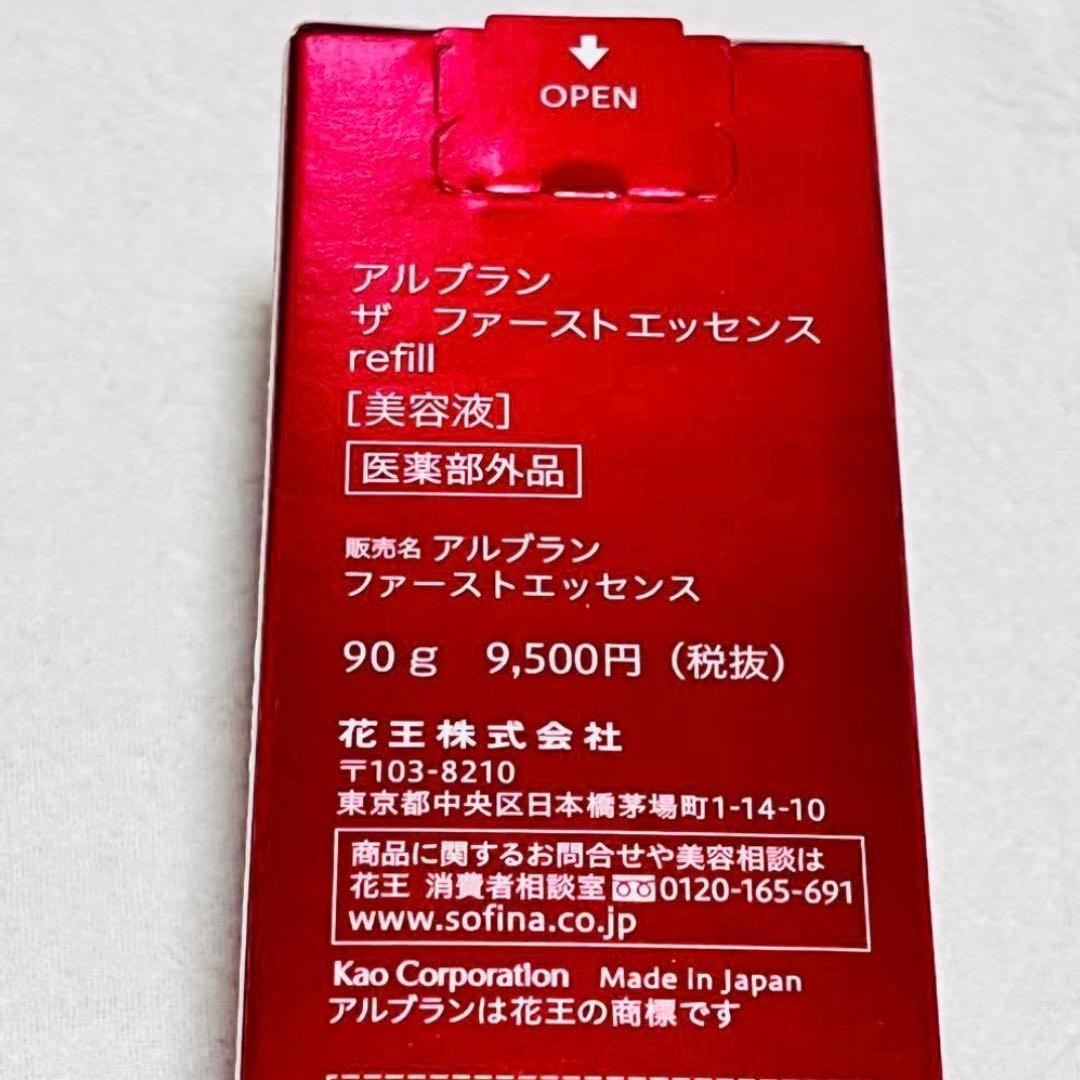 OPEN
アルブラン
ザ　ファーストエッセンス
refill
[美容液]
医薬部外品
販売名 アルブラン
ファーストエッセンス
90 g　9,500円（税抜）
花王株式会社
〒103-8210
東京都中央区日本橋茅場町1-14-10
商品に関するお問合せや美容相談は
花王 消費者相談室 0120-165-691
www.sofina.co.jp
Kao Corporation　Made in Japan
アルブランは花王の商標です